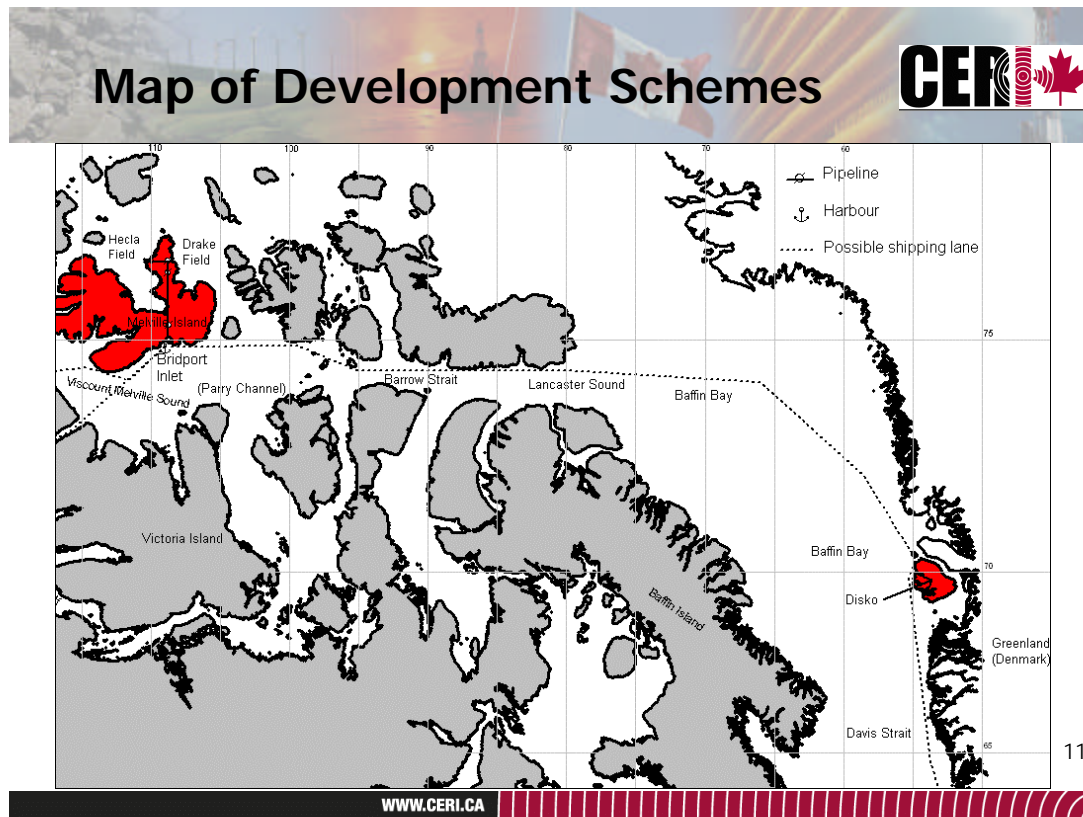 Map of Development Schemes
CERI
110
100
90
80
70
60
Pipeline
Harbour
Possible shipping lane
Hecla
Field
Drake
Field
Melville Island
75
Bridport
Inlet
Viscount Melville Sound
(Parry Channel)
Barrow Strait
Lancaster Sound
Baffin Bay
Victoria Island
Baffin Bay
70
Disko
Baffin Island
Greenland
(Denmark)
Davis Strait
65
11
WWW.CERI.CA